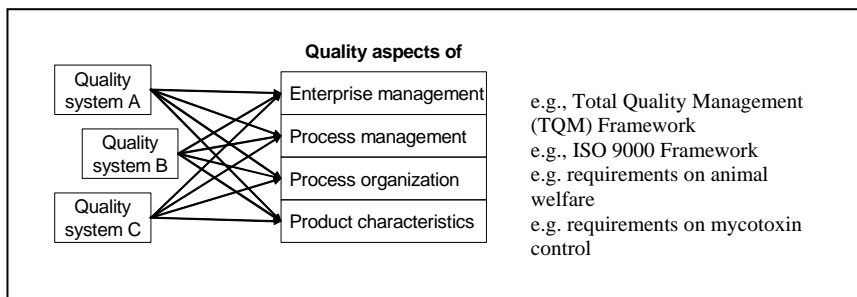 Quality aspects of
Quality
system A
Quality
system B
Quality
system C
Enterprise management
Process management
Process organization
Product characteristics
e.g., Total Quality Management
(TQM) Framework
e.g., ISO 9000 Framework
e.g. requirements on animal
welfare
e.g. requirements on mycotoxin
control